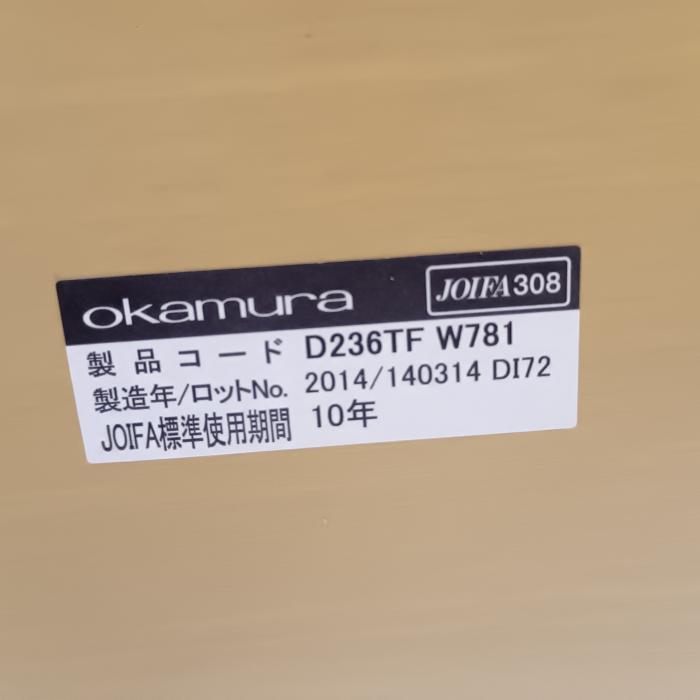 okamura JOIFA308
製品コード D236TF W781
製造年/ロットNo. 2014/140314 DI72
JOIFA標準使用期間 10年